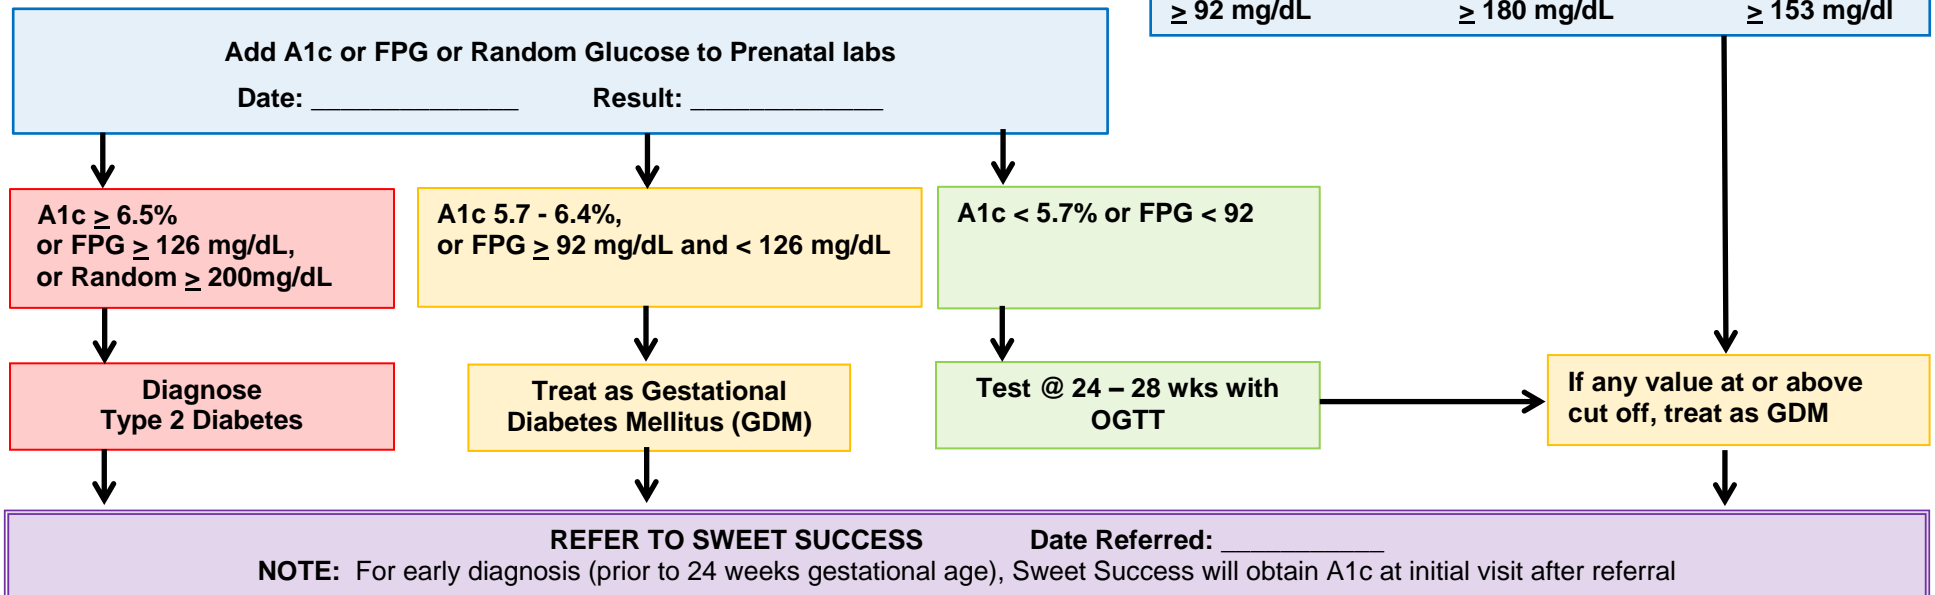 ≥ 92 mg/dL ≥ 180 mg/dL ≥ 153 mg/dl
Add A1c or FPG or Random Glucose to Prenatal labs
Date: ______________ Result: _____________
A1c ≥ 6.5%
or FPG ≥ 126 mg/dL,
or Random ≥ 200mg/dL
A1c 5.7 - 6.4%,
or FPG ≥ 92 mg/dL and < 126 mg/dL
A1c < 5.7% or FPG < 92
Diagnose
Type 2 Diabetes
Treat as Gestational
Diabetes Mellitus (GDM)
Test @ 24 – 28 wks with
OGTT
If any value at or above
cut off, treat as GDM
REFER TO SWEET SUCCESS Date Referred: ___________
NOTE: For early diagnosis (prior to 24 weeks gestational age), Sweet Success will obtain A1c at initial visit after referral